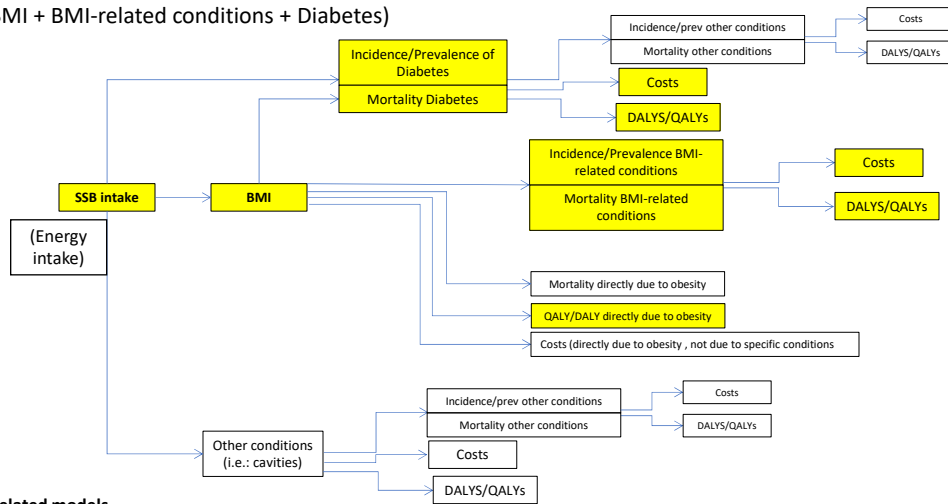 BMI + BMI-related conditions + Diabetes)
Incidence/prev other conditions
Mortality other conditions
Costs
DALYS/QALYs
Incidence/Prevalence of
Diabetes
Mortality Diabetes
Costs
DALYS/QALYs
Incidence/Prevalence BMI-
related conditions
Mortality BMI-related
conditions
Costs
DALYS/QALYs
SSB intake
BMI
(Energy
intake)
Mortality directly due to obesity
QALY/DALY directly due to obesity
Costs (directly due to obesity , not due to specific conditions
Incidence/prev other conditions
Mortality other conditions
Costs
DALYS/QALYs
Other conditions
(i.e.: cavities)
Costs
DALYS/QALYs
elated models